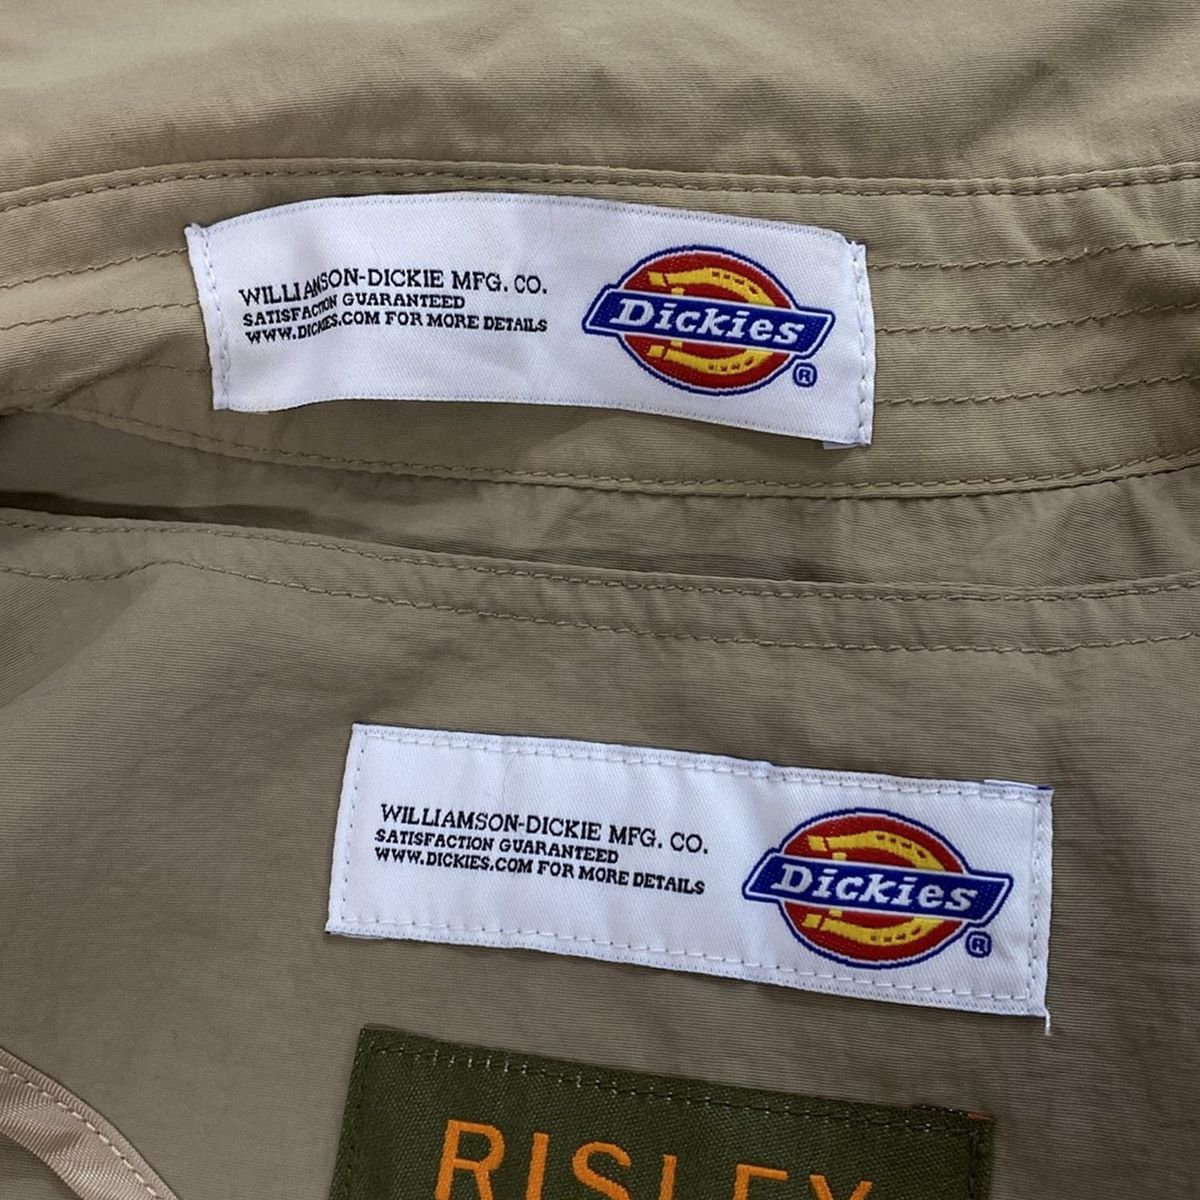 WILLIAMSON-DICKIE MFG. CO.
SATISFACTION GUARANTEED
WWW.DICKIES.COM FOR MORE DETAILS
Dickies
®
WILLIAMSON-DICKIE MFG. CO.
SATISFACTION GUARANTEED
WWW.DICKIES.COM FOR MORE DETAILS
Dickies
®
RISLEY